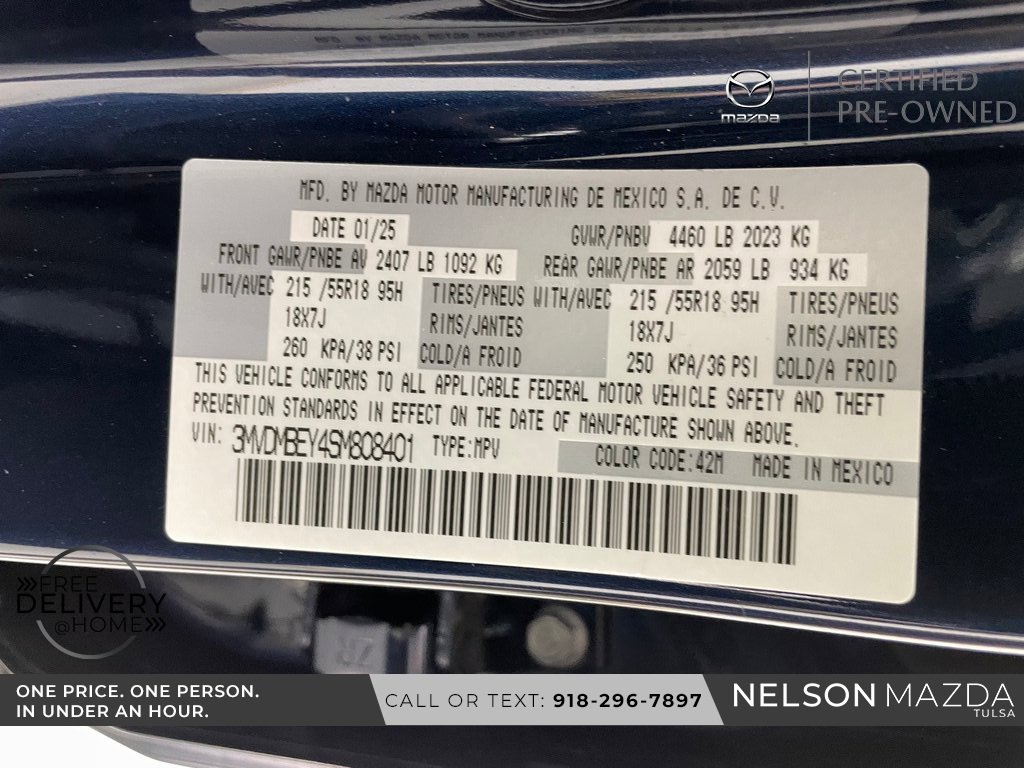 mazda
CERTIFIED
PRE-OWNED
MFD. BY MAZDA MOTOR MANUFACTURING DE MEXICO S.A. DE C.V.
DATE 01/25 GVWR/PNBV 4460 LB 2023 KG
FRONT GAWR/PNBE AV 2407 LB 1092 KG REAR GAWR/PNBE AR 2059 LB 934 KG
WITH/AVEC 215 /55R18 95H TIRES/PNEUS WITH/AVEC 215 /55R18 95H TIRES/PNEUS
18X7J RIMS/JANTES 18X7J RIMS/JANTES
260 KPA/38 PSI COLD/A FROID 250 KPA/36 PSI COLD/A FROID
THIS VEHICLE CONFORMS TO ALL APPLICABLE FEDERAL MOTOR VEHICLE SAFETY AND THEFT
PREVENTION STANDARDS IN EFFECT ON THE DATE OF MANUFACTURE SHOWN ABOVE.
VIN: 3MVDMBEY4SM808401 TYPE:MPV COLOR CODE:42M MADE IN MEXICO
FREE
DELIVERY
@HOME
ZR
ONE PRICE. ONE PERSON.
IN UNDER AN HOUR.
CALL OR TEXT: 918-296-7897
NELSON MAZDA
TULSA